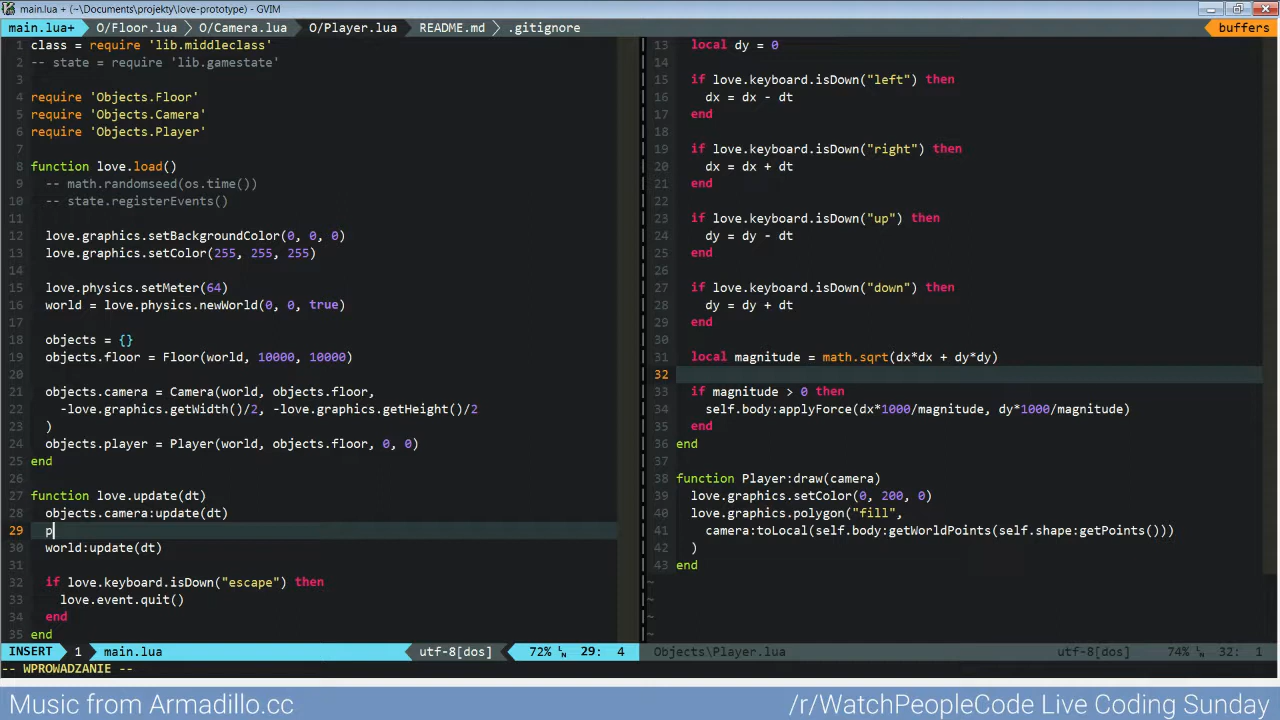 main.lua + (~\Documents\projekty\love-prototype) - GVIM
main.lua+ O/Floor.lua O/Camera.lua O/Player.lua README.md .gitignore buffers
1 class = require 'lib.middleclass'
2 -- state = require 'lib.gamestate'
3
4 require 'Objects.Floor'
5 require 'Objects.Camera'
6 require 'Objects.Player'
7
8 function love.load()
9 -- math.randomseed(os.time())
10 -- state.registerEvents()
11
12 love.graphics.setBackgroundColor(0, 0, 0)
13 love.graphics.setColor(255, 255, 255)
14
15 love.physics.setMeter(64)
16 world = love.physics.newWorld(0, 0, true)
17
18 objects = {}
19 objects.floor = Floor(world, 10000, 10000)
20
21 objects.camera = Camera(world, objects.floor,
22 -love.graphics.getWidth()/2, -love.graphics.getHeight()/2
23 )
24 objects.player = Player(world, objects.floor, 0, 0)
25 end
26
27 function love.update(dt)
28 objects.camera:update(dt)
29 p
30 world:update(dt)
31
32 if love.keyboard.isDown("escape") then
33 love.event.quit()
34 end
35 end
INSERT 1 main.lua utf-8[dos] 72% LN 29: 4
13 local dy = 0
14
15 if love.keyboard.isDown("left") then
16 dx = dx - dt
17 end
18
19 if love.keyboard.isDown("right") then
20 dx = dx + dt
21 end
22
23 if love.keyboard.isDown("up") then
24 dy = dy - dt
25 end
26
27 if love.keyboard.isDown("down") then
28 dy = dy + dt
29 end
30
31 local magnitude = math.sqrt(dx*dx + dy*dy)
32
33 if magnitude > 0 then
34 self.body:applyForce(dx*1000/magnitude, dy*1000/magnitude)
35 end
36 end
37
38 function Player:draw(camera)
39 love.graphics.setColor(0, 200, 0)
40 love.graphics.polygon("fill",
41 camera:toLocal(self.body:getWorldPoints(self.shape:getPoints()))
42 )
43 end
~
~
~
~
Objects\Player.lua utf-8[dos] 74% LN 32: 1
-- WPROWADZANIE --
Music from Armadillo.cc /r/WatchPeopleCode Live Coding Sunday